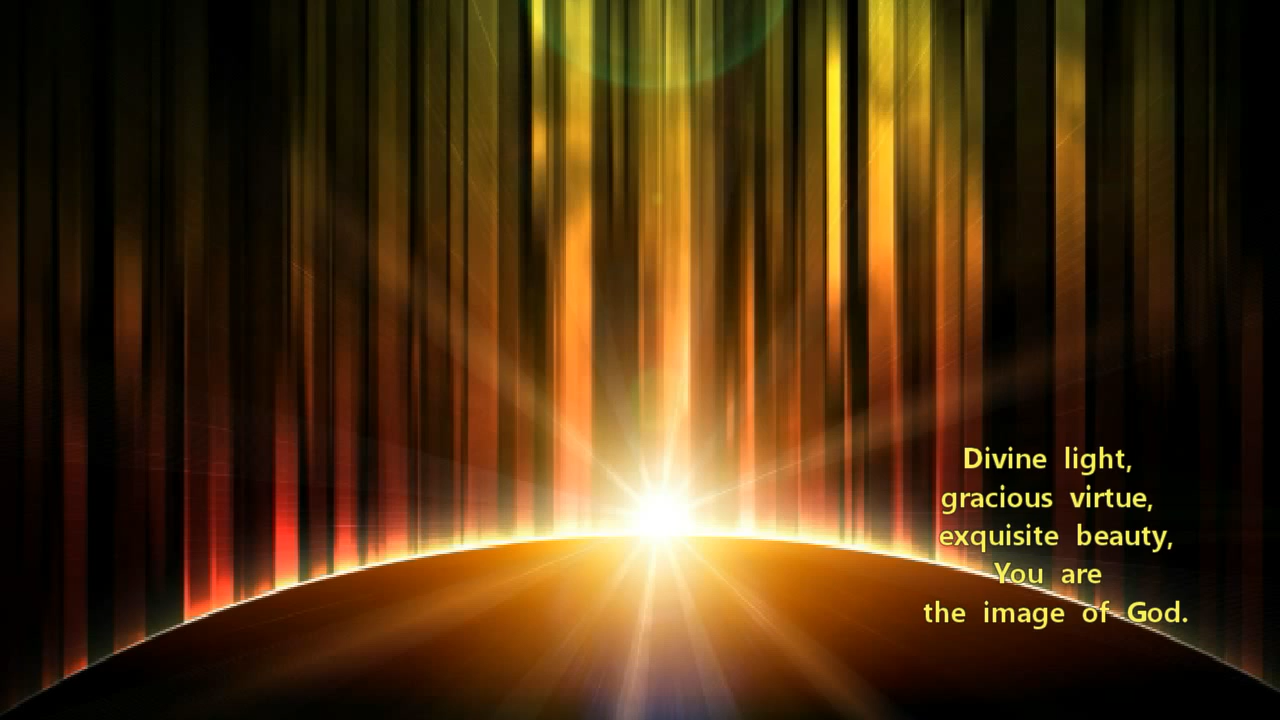 Divine light,
gracious virtue,
exquisite beauty,
You are
the image of God.